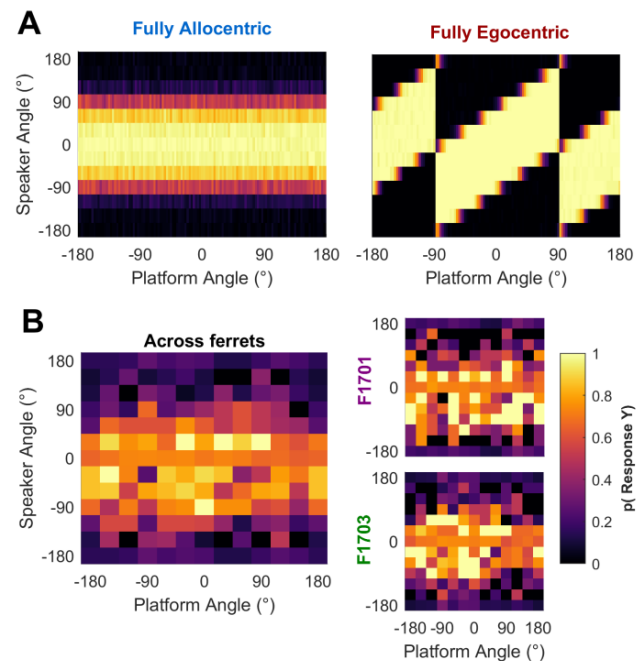 A
Fully Allocentric
Fully Egocentric
Speaker Angle (°)
180
90
0
-90
-180
-180 -90 0 90 180
Platform Angle (°)
-180 -90 0 90 180
Platform Angle (°)
B
Across ferrets
Speaker Angle (°)
180
90
0
-90
-180
-180 -90 0 90 180
Platform Angle (°)
F1701
180
0
-180
F1703
180
0
-180
-180 -90 0 90 180
Platform Angle (°)
1
0.8
0.6
0.4
0.2
0
p( Response Y)